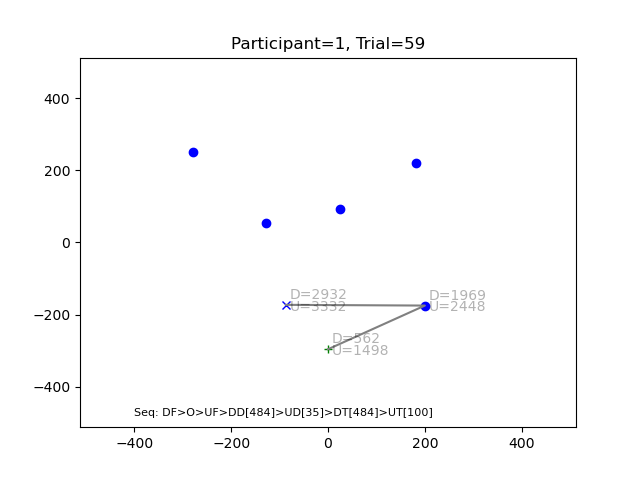 Participant=1, Trial=59
400
200
0
−200
−400
D=2932
U=3332
D=1969
U=2448
D=562
U=1498
Seq: DF>O>UF>DD[484]>UD[35]>DT[484]>UT[100]
−400
−200
0
200
400